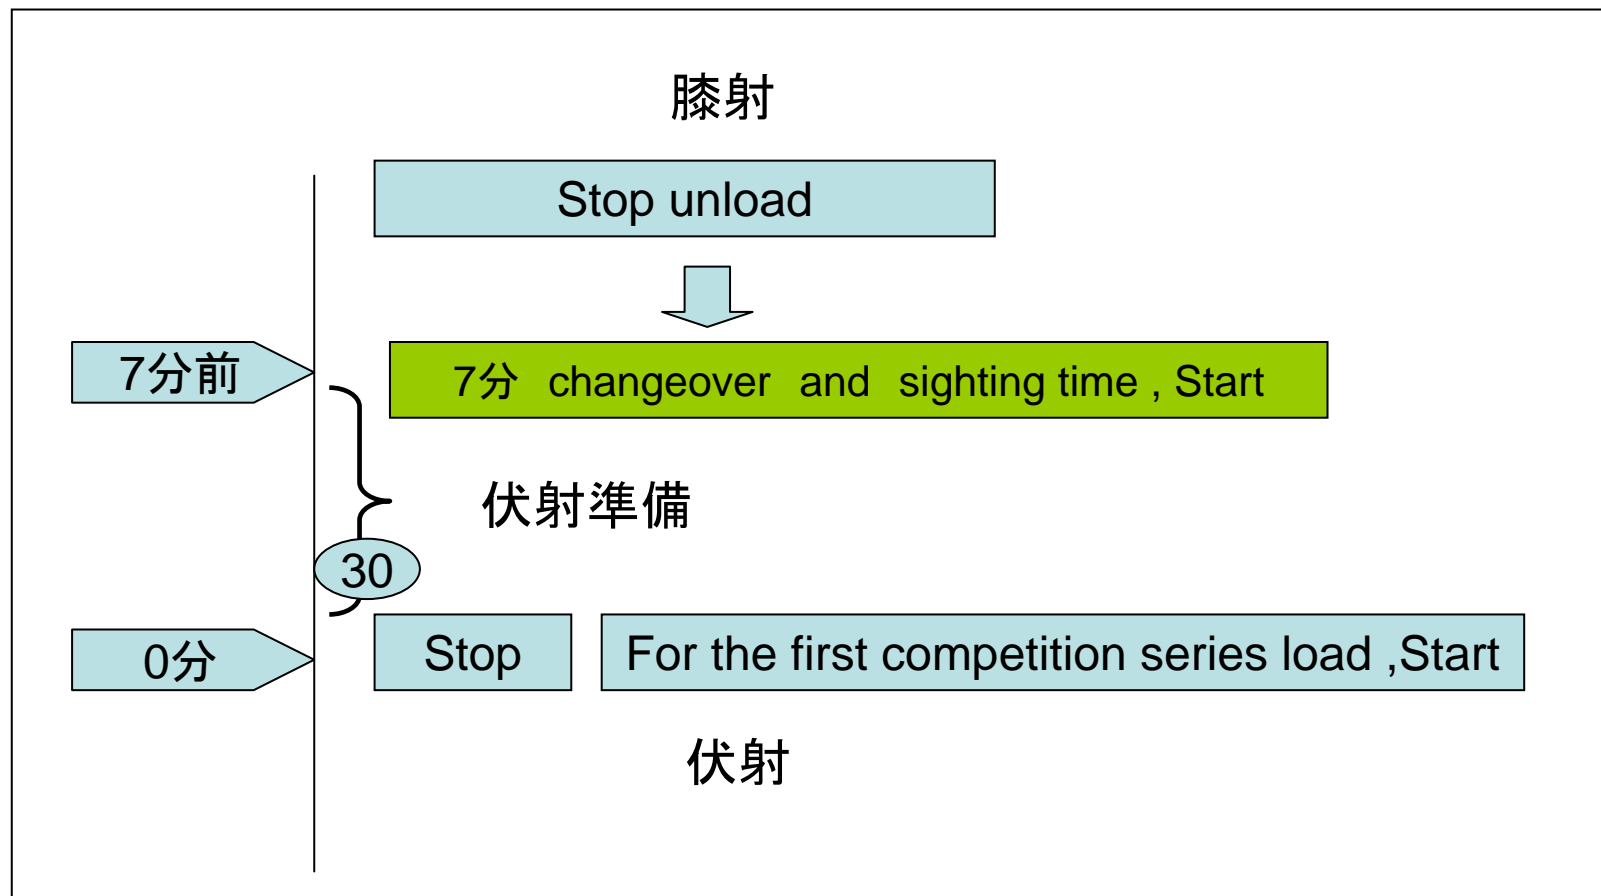 膝射
Stop unload
7分前
7分 changeover and sighting time , Start
伏射準備
30
0分
Stop
For the first competition series load ,Start
伏射